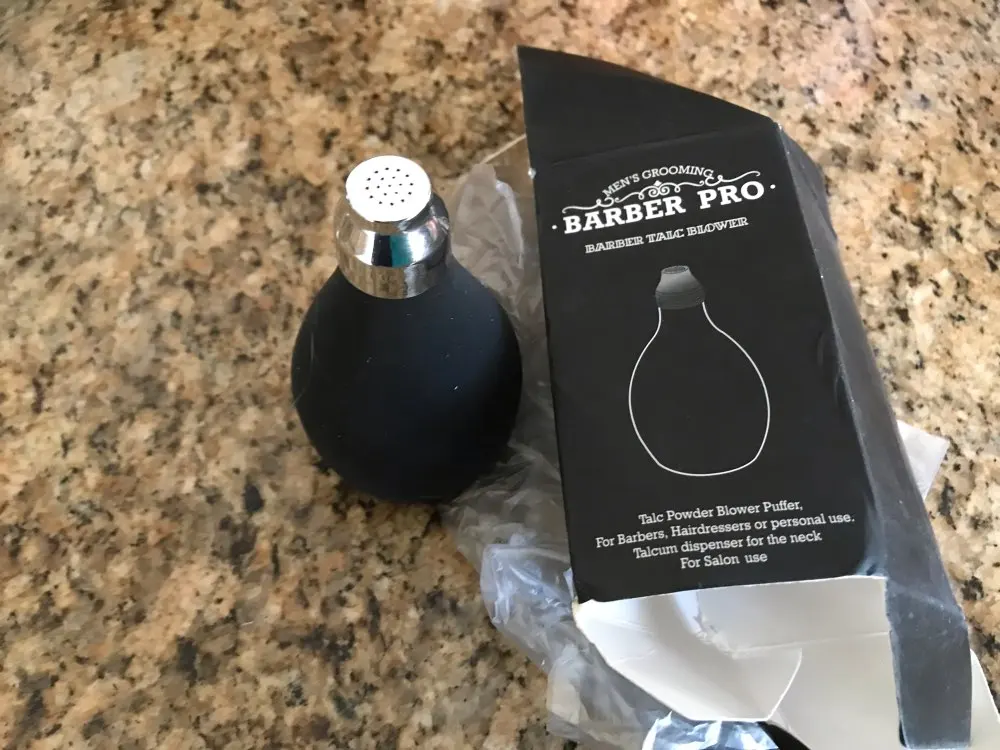 MEN'S GROOMING
· BARBER PRO ·
BARBER TALC BLOWER
Talc Powder Blower Puffer,
For Barbers, Hairdressers or personal use.
Talcum dispenser for the neck
For Salon use